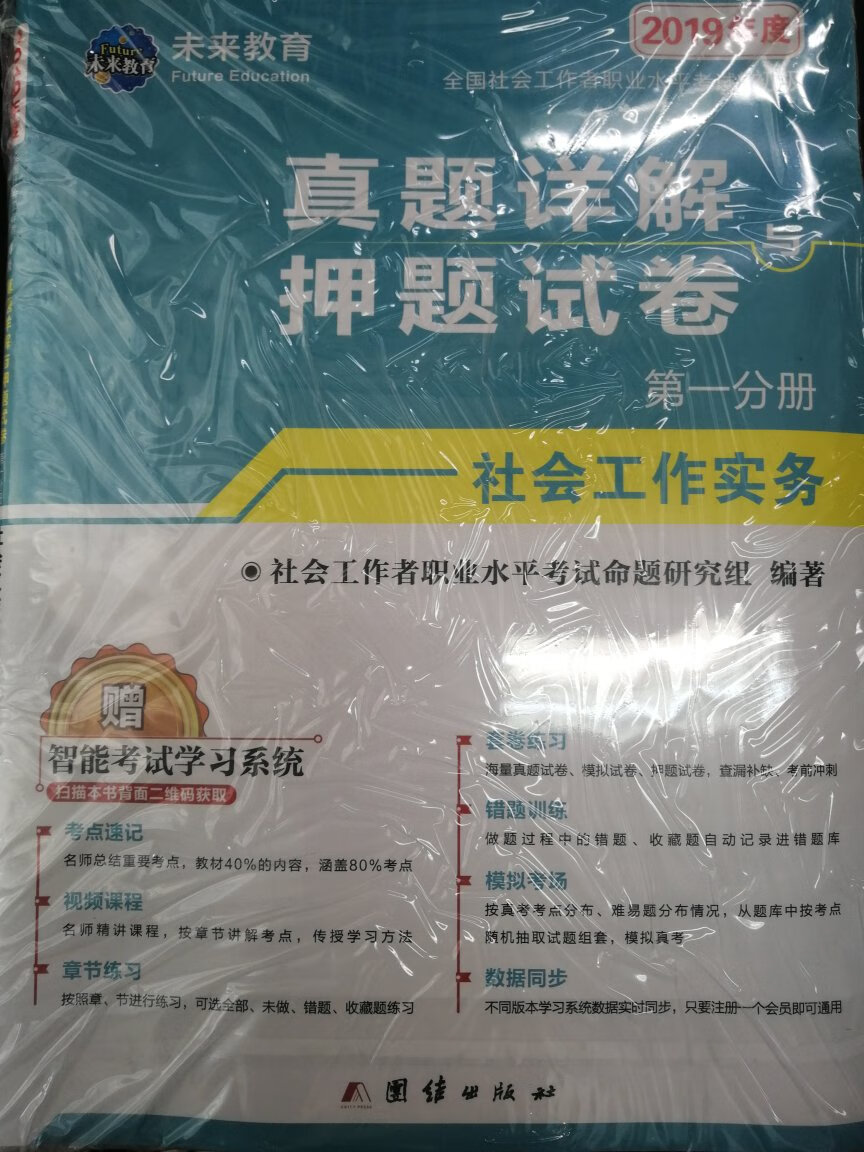 Future
未来教育
未来教育
Future Education
2019年度
全国社会工作者职业水平考
真题详解
与
押题试卷
第一分册
社会工作实务
社会工作者职业水平考试命题研究组 编著
赠
智能考试学习系统
扫描本书背面二维码获取
考点速记
名师总结重要考点，教材40%的内容，涵盖80%考点
视频课程
名师精讲课程，按章节讲解考点，传授学习方法
章节练习
按照章、节进行练习，可选全部、未做、错题、收藏题练习
套卷练习
海量真题试卷、模拟试卷、押题试卷，查漏补缺、考前冲刺
错题训练
做题过程中的错题、收藏题自动记录进错题库
模拟考场
按真考考点分布、难易题分布情况，从题库中按考点
随机抽取试题组套，模拟真考
数据同步
不同版本学习系统数据实时同步，只要注册一个会员即可通用
团结出版社
UNITY PRESS